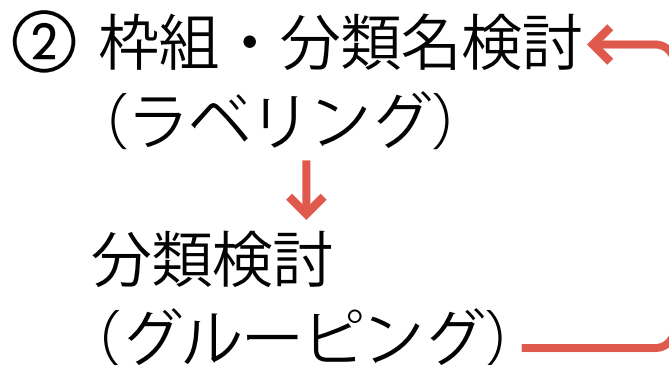 ② 枠組・分類名検討
（ラベリング）
分類検討
（グルーピング）